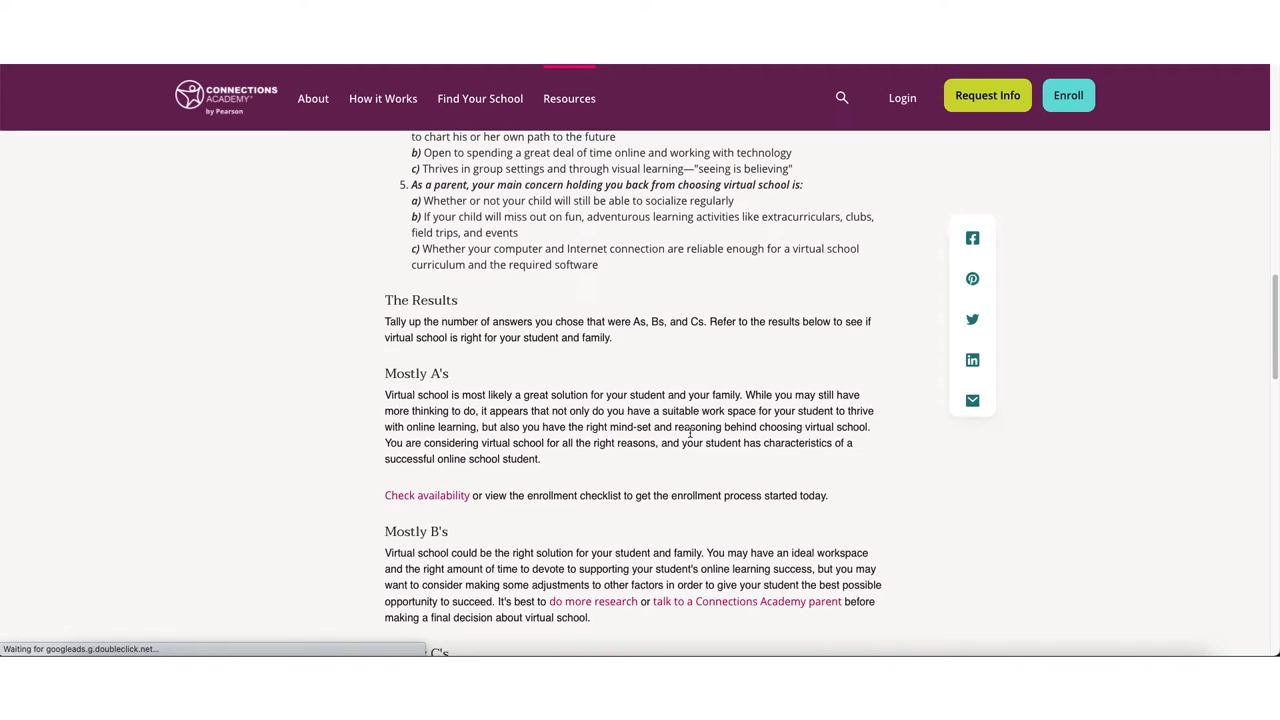 CONNECTIONS
ACADEMY
by Pearson
About
How it Works
Find Your School
Resources
Login
Request Info
Enroll
to chart his or her own path to the future
b) Open to spending a great deal of time online and working with technology
c) Thrives in group settings and through visual learning—"seeing is believing"
5. As a parent, your main concern holding you back from choosing virtual school is:
a) Whether or not your child will still be able to socialize regularly
b) If your child will miss out on fun, adventurous learning activities like extracurriculars, clubs,
field trips, and events
c) Whether your computer and Internet connection are reliable enough for a virtual school
curriculum and the required software
The Results
Tally up the number of answers you chose that were As, Bs, and Cs. Refer to the results below to see if
virtual school is right for your student and family.
Mostly A's
Virtual school is most likely a great solution for your student and your family. While you may still have
more thinking to do, it appears that not only do you have a suitable work space for your student to thrive
with online learning, but also you have the right mind-set and reasoning behind choosing virtual school.
You are considering virtual school for all the right reasons, and your student has characteristics of a
successful online school student.
Check availability or view the enrollment checklist to get the enrollment process started today.
Mostly B's
Virtual school could be the right solution for your student and family. You may have an ideal workspace
and the right amount of time to devote to supporting your student's online learning success, but you may
want to consider making some adjustments to other factors in order to give your student the best possible
opportunity to succeed. It's best to do more research or talk to a Connections Academy parent before
making a final decision about virtual school.
C's
Waiting for googleads.g.doubleclick.net...